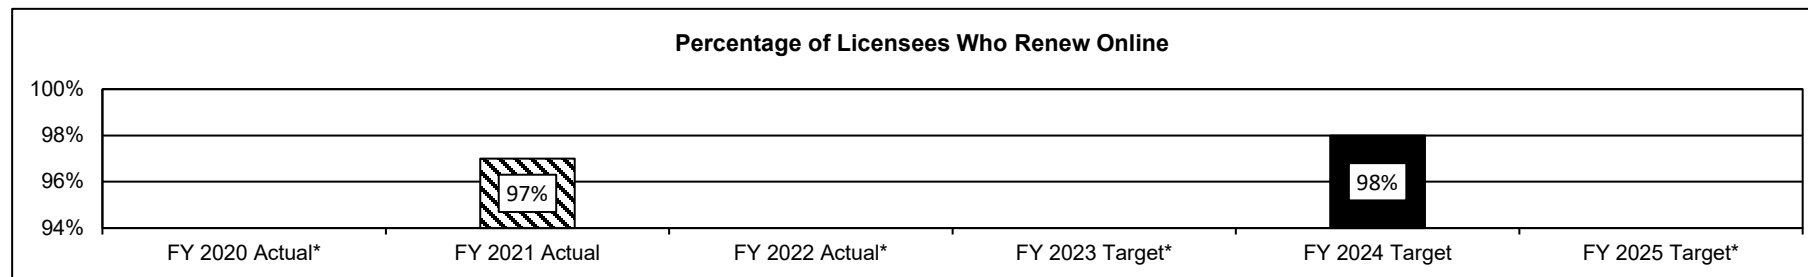 Percentage of Licensees Who Renew Online
100%
98%
96%
94%
97%
98%
FY 2020 Actual*
FY 2021 Actual
FY 2022 Actual*
FY 2023 Target*
FY 2024 Target
FY 2025 Target*